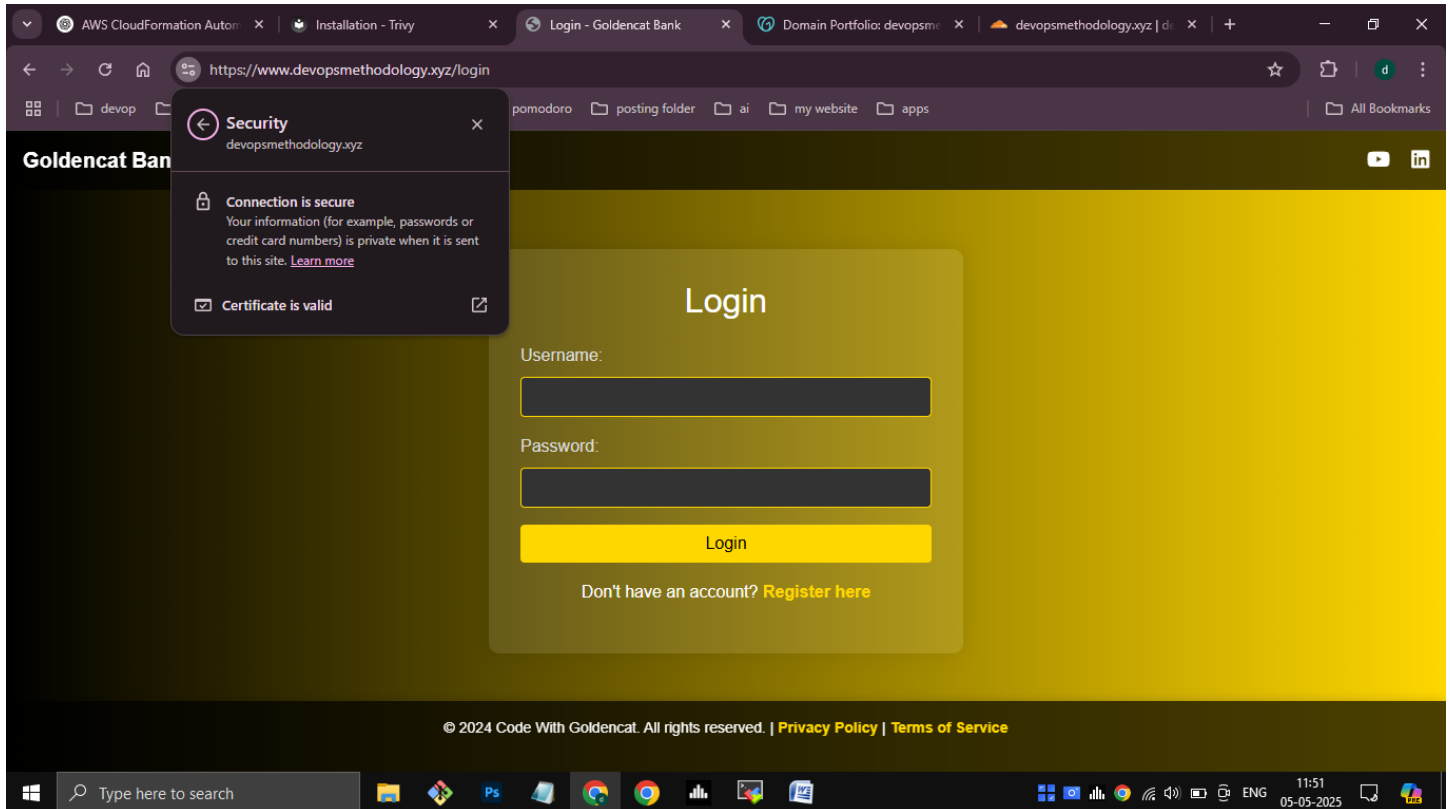 AWS CloudFormation Autom
Installation - Trivy
Login - Goldencat Bank
Domain Portfolio: devopsme
devopsmethodology.xyz | de
https://www.devopsmethodology.xyz/login
d
devop
pomodoro
posting folder
ai
my website
apps
All Bookmarks
Security
devopsmethodology.xyz
Goldencat Ban
in
Connection is secure
Your information (for example, passwords or
credit card numbers) is private when it is sent
to this site. Learn more
Certificate is valid
Login
Username:
Password:
Login
Don't have an account? Register here
© 2024 Code With Goldencat. All rights reserved. | Privacy Policy | Terms of Service
Type here to search
Ps
ENG
11:51
05-05-2025
PRE